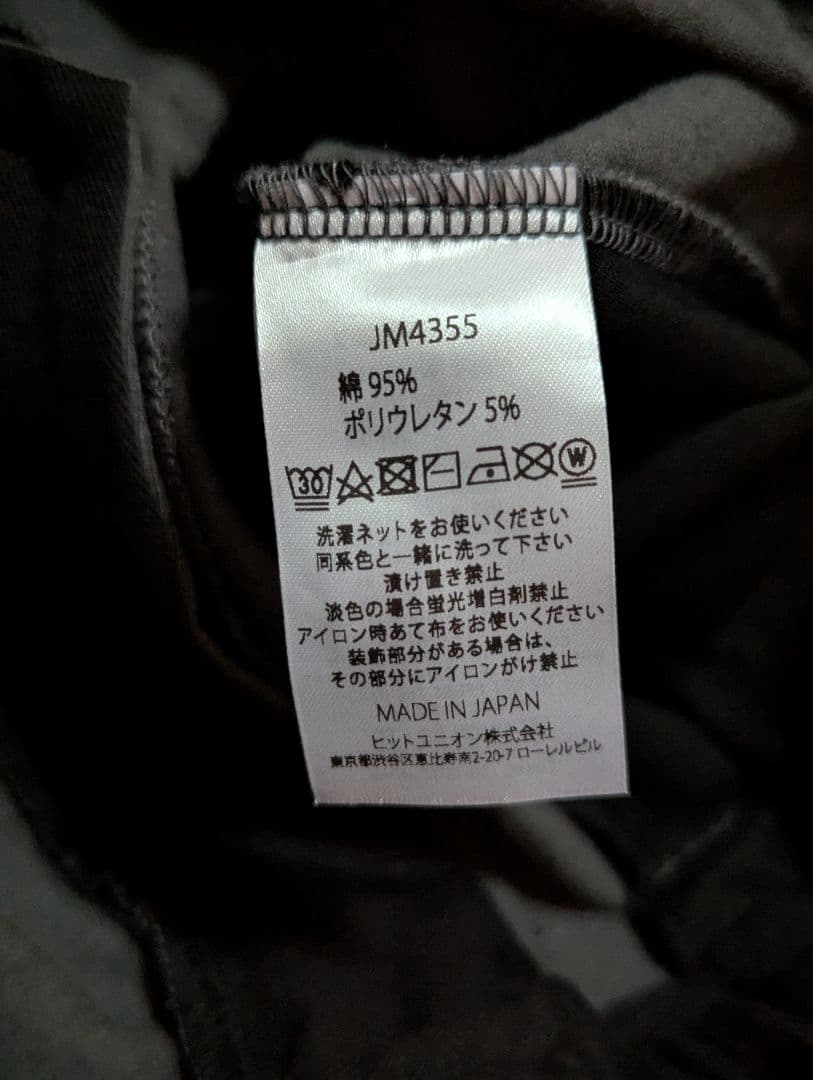 JM4355
綿 95%
ポリウレタン 5%
30 W
洗濯ネットをお使いください
同系色と一緒に洗って下さい
漬け置き禁止
淡色の場合蛍光増白剤禁止
アイロン時あて布をお使いください
装飾部分がある場合は、
その部分にアイロンがけ禁止
MADE IN JAPAN
ヒットユニオン株式会社
東京都渋谷区恵比寿南2-20-7 ローレルビル